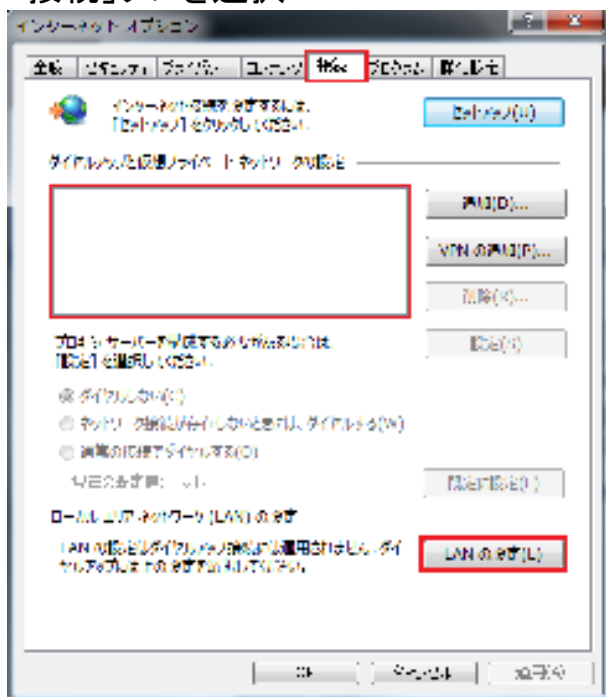 「接続」タブを選択
インターネット オプション
全般 セキュリティ プライバシー コンテンツ 接続 プログラム 詳細設定
インターネット接続を設定するには、
[セットアップ] をクリックしてください。
セットアップ(U)
ダイヤルアップと仮想プライベート ネットワークの設定
追加(D)...
VPN の追加(P)...
削除(R)...
プロキシ サーバーを構成する必要がある場合は、
[設定] を選択してください。
設定(S)
ダイヤルしない(C)
ネットワーク接続が存在しないときには、ダイヤルする(W)
通常の接続でダイヤルする(O)
ローカル エリア ネットワーク (LAN) の設定
LAN の設定はダイヤルアップ接続には適用されません。ダイ
ヤルアップには上の設定を
LAN の設定(L)
OK キャンセル 適用(A)